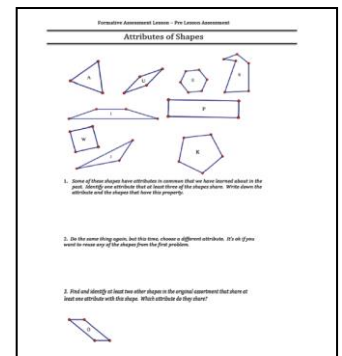 Formative Assessment Lesson – Pre Lesson Assessment
Attributes of Shapes
A
U
G
P
W
K
1. Some of these shapes have attributes in common that we have learned about in the
past. Identify one attribute that at least three of the shapes share. Write down the
attribute and the shapes that have this property.
2. Do the same thing again, but this time, choose a different attribute. It's ok if you
want to reuse any of the shapes from the first problem.
3. Find and identify at least two other shapes in the original assortment that share at
least one attribute with this shape. Which attribute do they share?